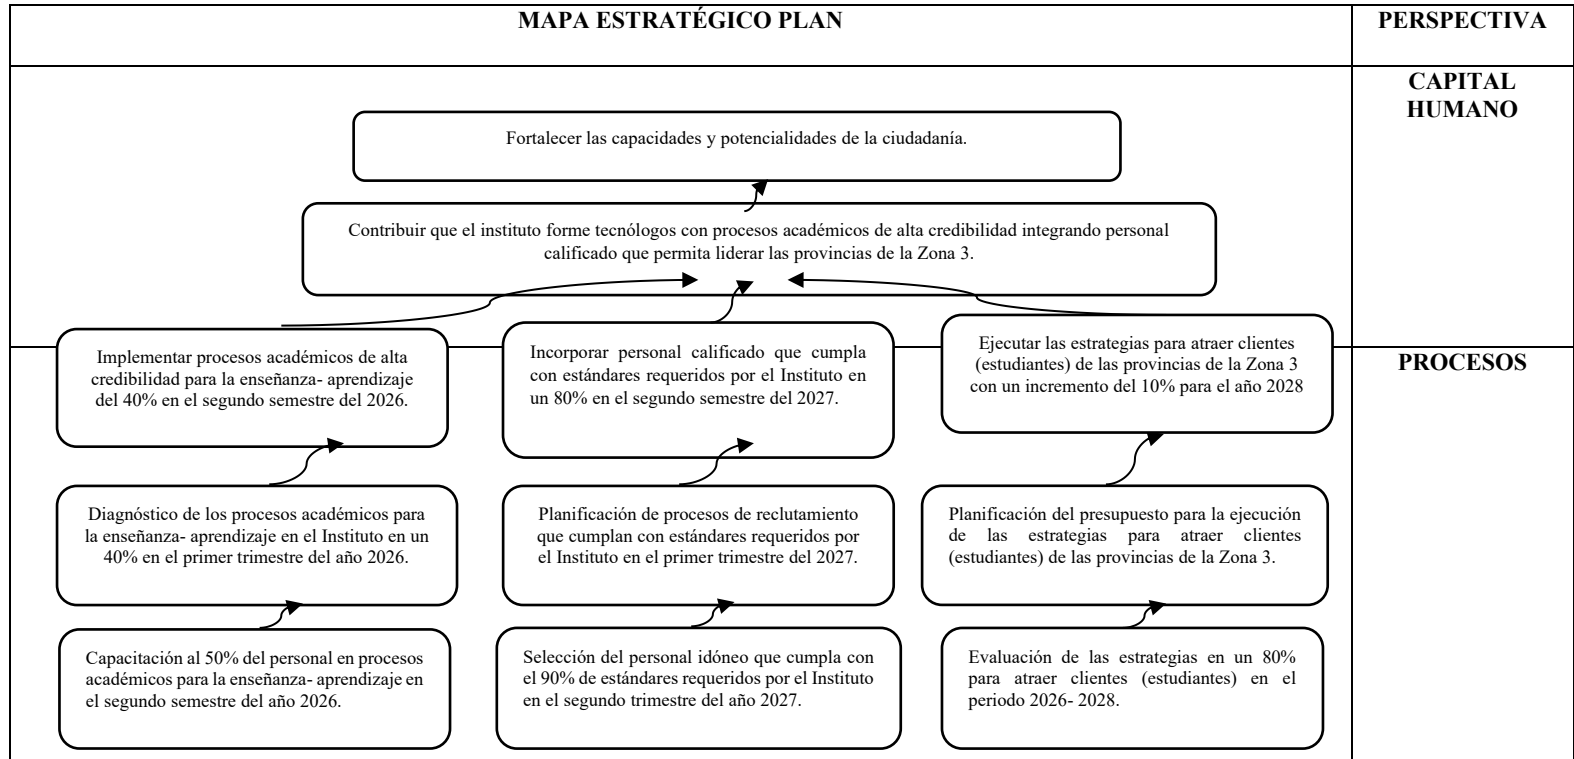 MAPA ESTRATÉGICO PLAN
PERSPECTIVA
CAPITAL
HUMANO
Fortalecer las capacidades y potencialidades de la ciudadanía.
Contribuir que el instituto forme tecnólogos con procesos académicos de alta credibilidad integrando personal
calificado que permita liderar las provincias de la Zona 3.
Implementar procesos académicos de alta
credibilidad para la enseñanza- aprendizaje
del 40% en el segundo semestre del 2026.
Incorporar personal calificado que cumpla
con estándares requeridos por el Instituto en
un 80% en el segundo semestre del 2027.
Ejecutar las estrategias para atraer clientes
(estudiantes) de las provincias de la Zona 3
con un incremento del 10% para el año 2028
PROCESOS
Diagnóstico de los procesos académicos para
la enseñanza- aprendizaje en el Instituto en un
40% en el primer trimestre del año 2026.
Planificación de procesos de reclutamiento
que cumplan con estándares requeridos por
el Instituto en el primer trimestre del 2027.
Planificación del presupuesto para la ejecución
de las estrategias para atraer clientes
(estudiantes) de las provincias de la Zona 3.
Capacitación al 50% del personal en procesos
académicos para la enseñanza- aprendizaje en
el segundo semestre del año 2026.
Selección del personal idóneo que cumpla con
el 90% de estándares requeridos por el Instituto
en el segundo trimestre del año 2027.
Evaluación de las estrategias en un 80%
para atraer clientes (estudiantes) en el
periodo 2026- 2028.